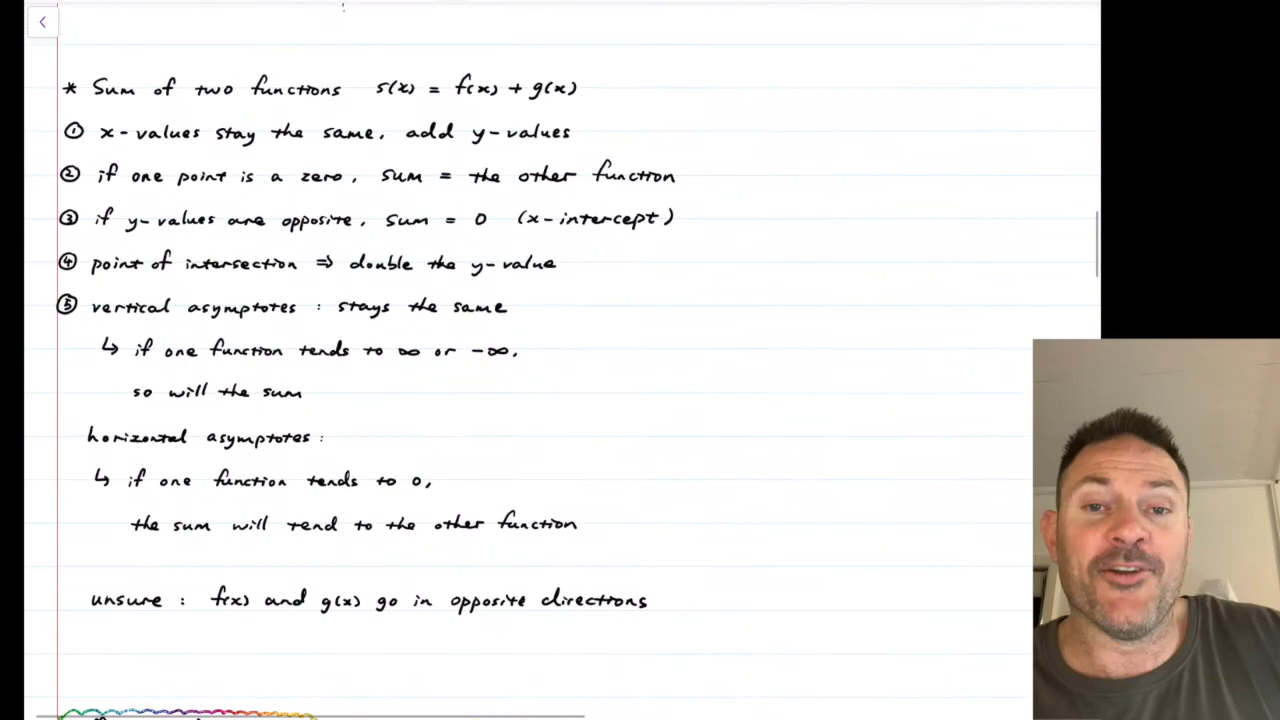 * Sum of two functions s(x) = f(x) + g(x)
① x-values stay the same, add y-values
② if one point is a zero, sum = the other function
③ if y-values are opposite, sum = 0 (x-intercept)
④ point of intersection ⇒ double the y-value
⑤ vertical asymptotes : stays the same
↳ if one function tends to ∞ or -∞,
so will the sum
horizontal asymptotes :
↳ if one function tends to 0,
the sum will tend to the other function
unsure : f(x) and g(x) go in opposite directions